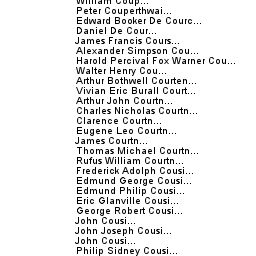 William Coup...
Peter Couperthwai...
Edward Booker De Courc...
Daniel De Cour...
James Francis Cours...
Alexander Simpson Cou...
Harold Percival Fox Warner Cou...
Walter Henry Cou...
Arthur Bothwell Courten...
Vivian Eric Burall Court...
Arthur John Courtn...
Charles Nicholas Courtn...
Clarence Courtn...
Eugene Leo Courtn...
James Courtn...
Thomas Michael Courtn...
Rufus William Courtn...
Frederick Adolph Cousi...
Edmund George Cousi...
Edmund Philip Cousi...
Eric Glanville Cousi...
George Robert Cousi...
John Cousi...
John Joseph Cousi...
John Cousi...
Philip Sidney Cousi...